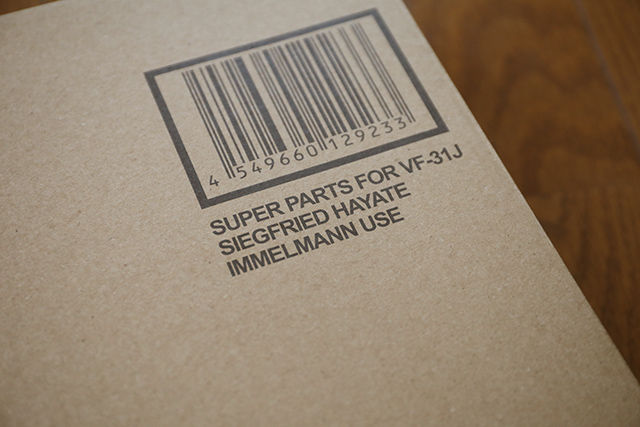 4 549660 129233
SUPER PARTS FOR VF-31J
SIEGFRIED HAYATE
IMMELMANN USE